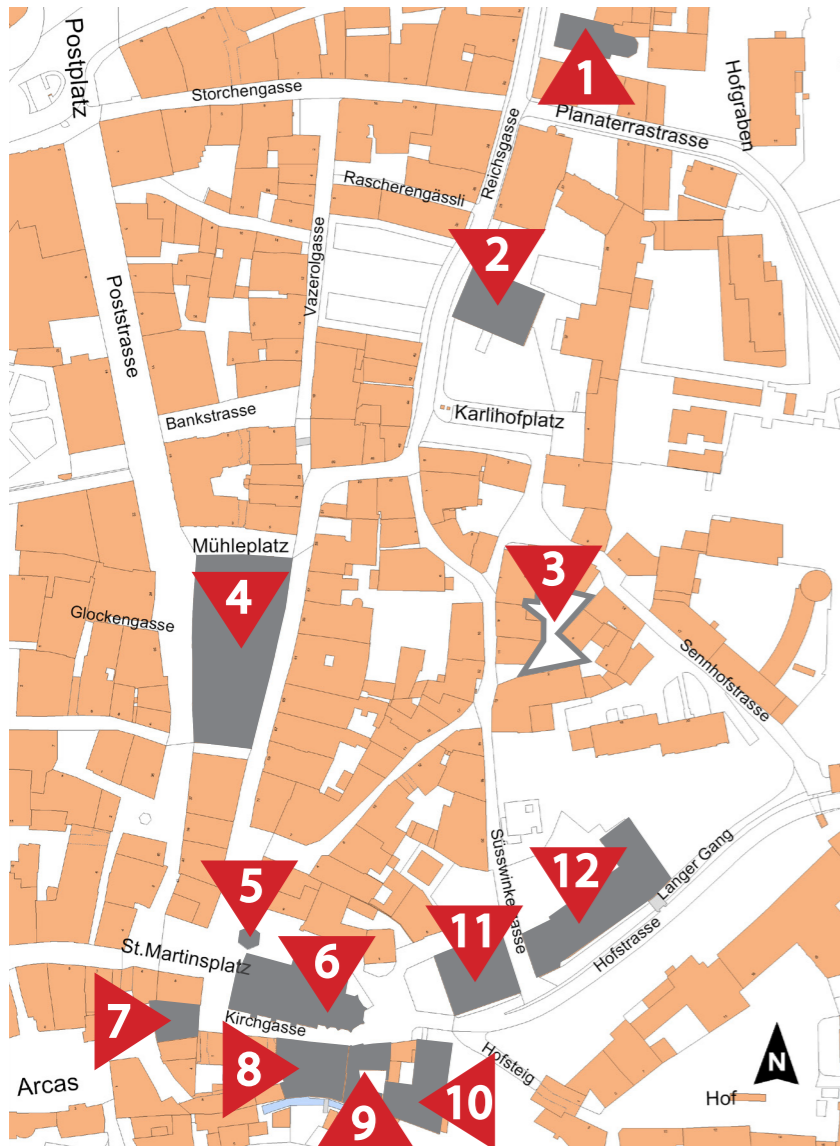 Postplatz
Storchengasse
1
Hofgraben
Planaterrastrasse
Reichsgasse
Rascherengässli
2
Vazerolgasse
Poststrasse
Bankstrasse
Karlihofplatz
Mühleplatz
3
4
Glockengasse
Sennhofstrasse
5
Süsswinkelgasse
12
Langer Gang
St.Martinsplatz
6
11
Hofstrasse
7
Kirchgasse
8
Hofsteig
N
Arcas
9
10
Hof